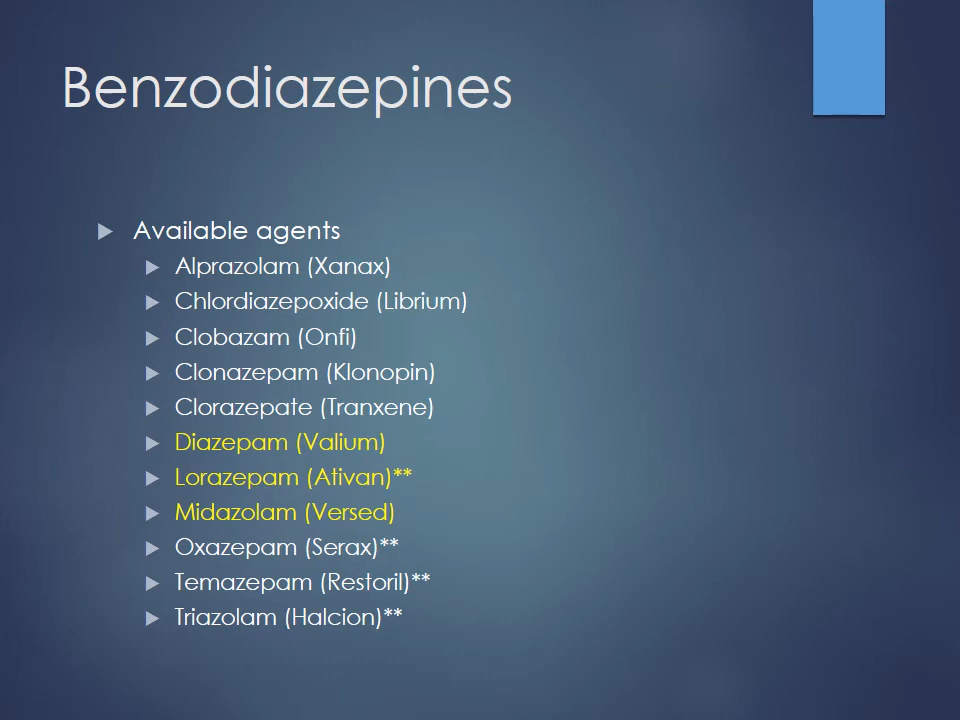 Benzodiazepines
Available agents
Alprazolam (Xanax)
Chlordiazepoxide (Librium)
Clobazam (Onfi)
Clonazepam (Klonopin)
Clorazepate (Tranxene)
Diazepam (Valium)
Lorazepam (Ativan)**
Midazolam (Versed)
Oxazepam (Serax)**
Temazepam (Restoril)**
Triazolam (Halcion)**